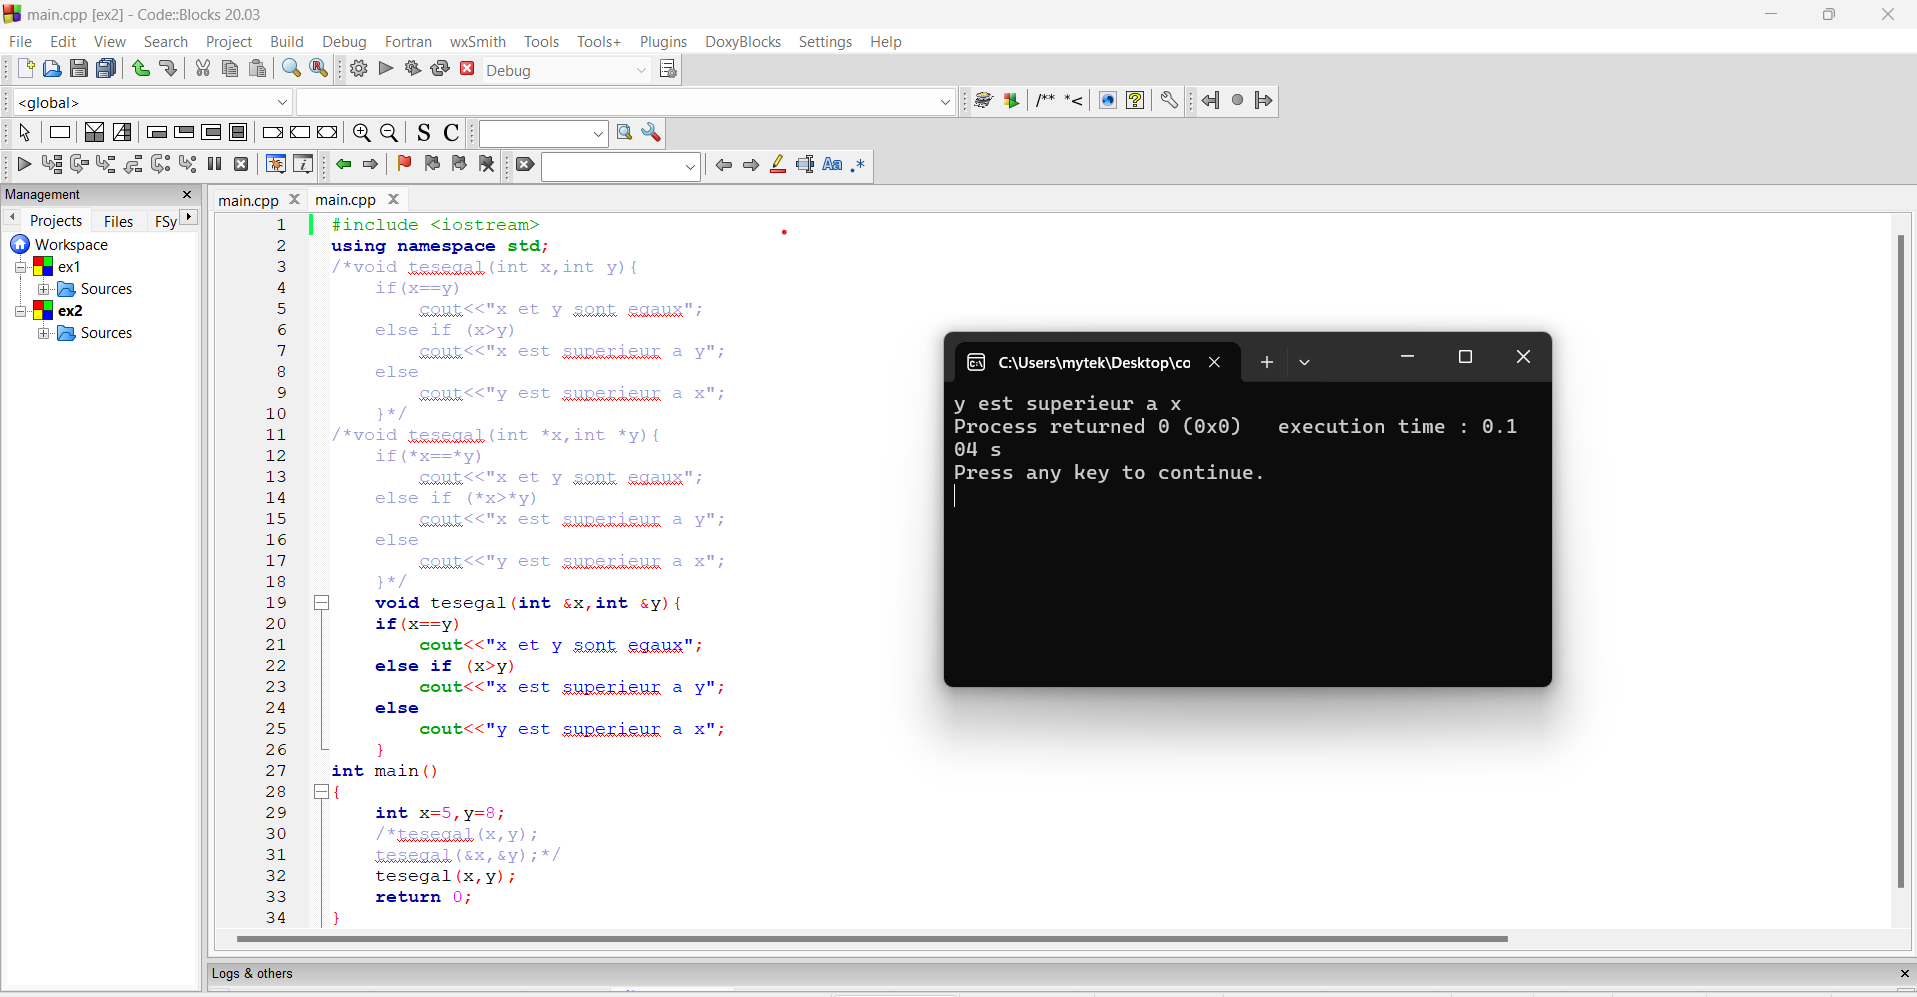 main.cpp [ex2] - Code::Blocks 20.03
File Edit View Search Project Build Debug Fortran wxSmith Tools Tools+ Plugins DoxyBlocks Settings Help
Debug
<global>
/** *<
S C
Aa .*
Management
Projects Files FSy
Workspace
ex1
Sources
ex2
Sources
main.cpp main.cpp
1 #include <iostream>
2 using namespace std;
3 /*void tesegal(int x,int y){
4 if(x==y)
5 cout<<"x et y sont egaux";
6 else if (x>y)
7 cout<<"x est superieur a y";
8 else
9 cout<<"y est superieur a x";
10 }*/
11 /*void tesegal(int *x,int *y){
12 if(*x==*y)
13 cout<<"x et y sont egaux";
14 else if (*x>*y)
15 cout<<"x est superieur a y";
16 else
17 cout<<"y est superieur a x";
18 }*/
19 void tesegal(int &x,int &y){
20 if(x==y)
21 cout<<"x et y sont egaux";
22 else if (x>y)
23 cout<<"x est superieur a y";
24 else
25 cout<<"y est superieur a x";
26 }
27 int main()
28 {
29 int x=5,y=8;
30 /*tesegal(x,y);
31 tesegal(&x,&y);*/
32 tesegal(x,y);
33 return 0;
34 }
C:\Users\mytek\Desktop\co
y est superieur a x
Process returned 0 (0x0) execution time : 0.1
04 s
Press any key to continue.
Logs & others